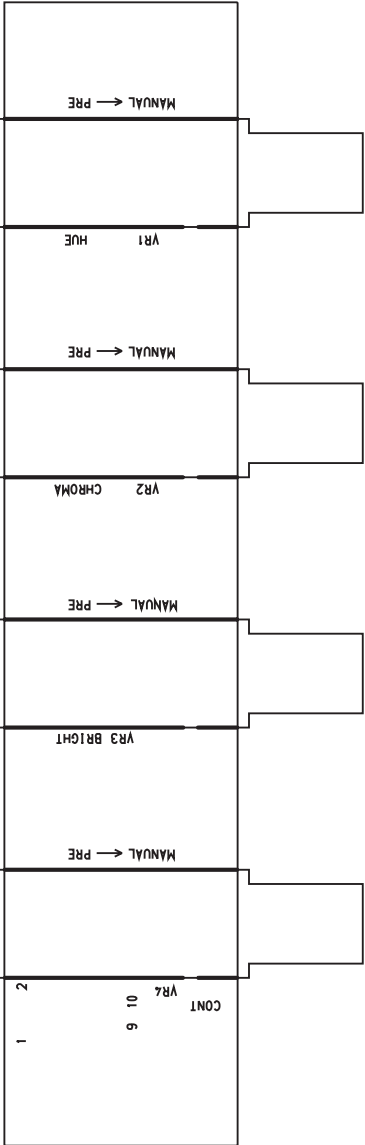 MANUAL → PRE
VR1 HUE
MANUAL → PRE
VR2 CHROMA
MANUAL → PRE
VR3 BRIGHT
MANUAL → PRE
VR4
CONT
1 2
9 10